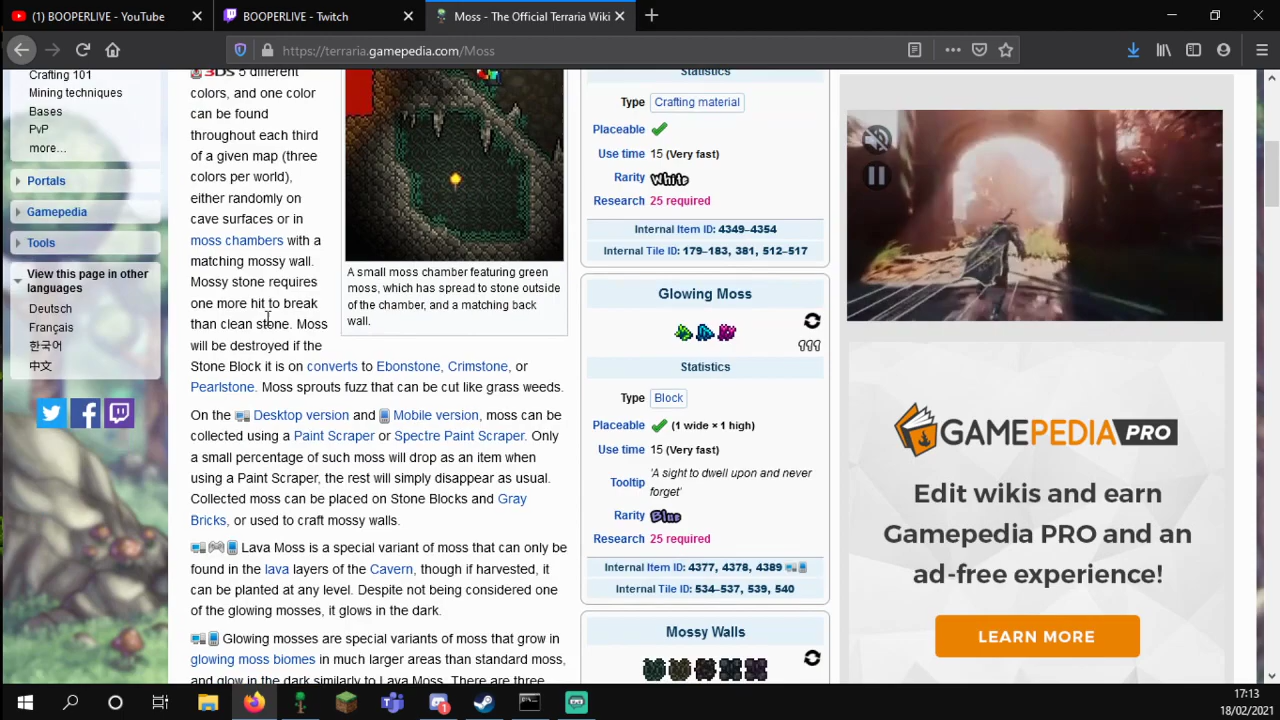 (1) BOOPERLIVE - YouTube
BOOPERLIVE - Twitch
Moss - The Official Terraria Wiki
https://terraria.gamepedia.com/Moss
Crafting 101
Mining techniques
Bases
PvP
more...
Portals
Gamepedia
Tools
View this page in other
languages
Deutsch
Français
한국어
中文
3DS 5 different
colors, and one color
can be found
throughout each third
of a given map (three
colors per world),
either randomly on
cave surfaces or in
moss chambers with a
matching mossy wall.
Mossy stone requires
one more hit to break
than clean stone. Moss
will be destroyed if the
Stone Block it is on converts to Ebonstone, Crimstone, or
Pearlstone. Moss sprouts fuzz that can be cut like grass weeds.
A small moss chamber featuring green
moss, which has spread to stone outside
of the chamber, and a matching back
wall.
On the Desktop version and Mobile version, moss can be
collected using a Paint Scraper or Spectre Paint Scraper. Only
a small percentage of such moss will drop as an item when
using a Paint Scraper, the rest will simply disappear as usual.
Collected moss can be placed on Stone Blocks and Gray
Bricks, or used to craft mossy walls.
Lava Moss is a special variant of moss that can only be
found in the lava layers of the Cavern, though if harvested, it
can be planted at any level. Despite not being considered one
of the glowing mosses, it glows in the dark.
Glowing mosses are special variants of moss that grow in
glowing moss biomes in much larger areas than standard moss,
and glow in the dark similarly to Lava Moss. There are three
Statistics
Type Crafting material
Placeable
Use time 15 (Very fast)
Rarity White
Research 25 required
Internal Item ID: 4349–4354
Internal Tile ID: 179–183, 381, 512–517
Glowing Moss
Statistics
Type Block
Placeable (1 wide × 1 high)
Use time 15 (Very fast)
Tooltip 'A sight to dwell upon and never
forget'
Rarity Blue
Research 25 required
Internal Item ID: 4377, 4378, 4389
Internal Tile ID: 534–537, 539, 540
Mossy Walls
GAMEPEDIA PRO
Edit wikis and earn
Gamepedia PRO and an
ad-free experience!
LEARN MORE
17:13
18/02/2021